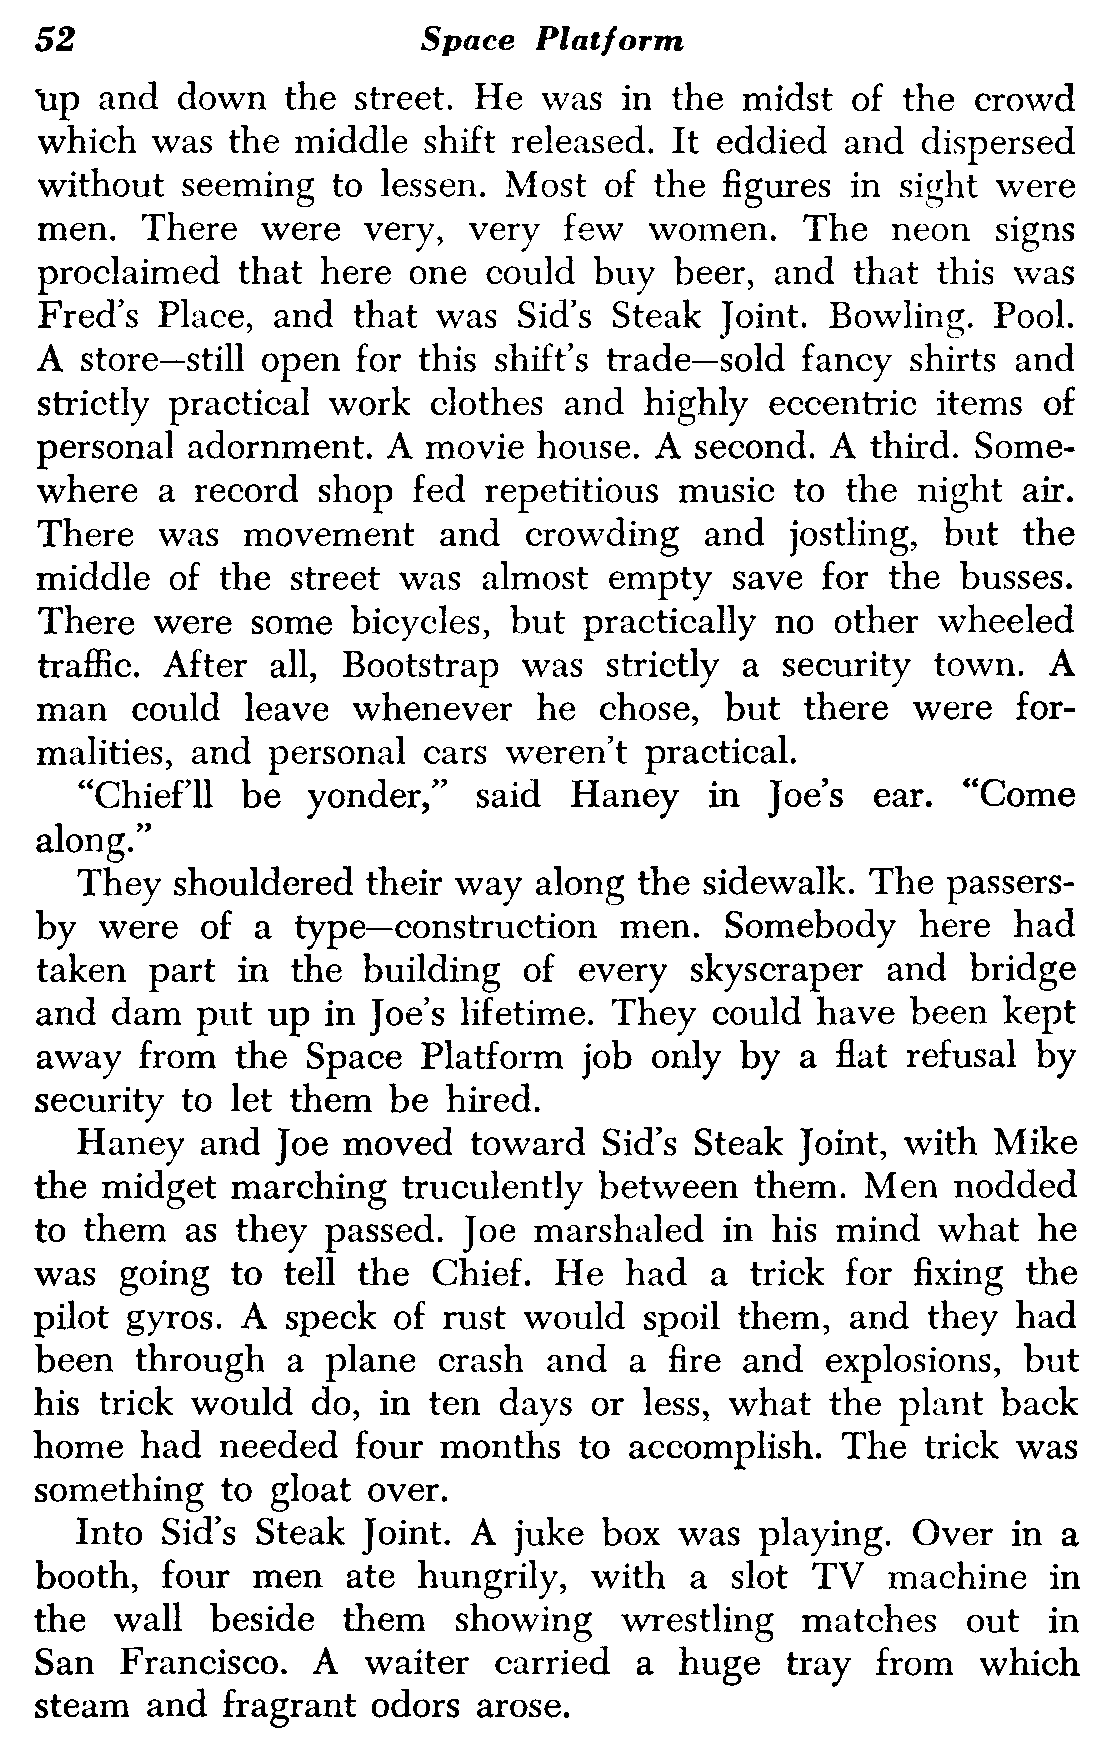 52 Space Platform
up and down the street. He was in the midst of the crowd
which was the middle shift released. It eddied and dispersed
without seeming to lessen. Most of the figures in sight were
men. There were very, very few women. The neon signs
proclaimed that here one could buy beer, and that this was
Fred's Place, and that was Sid's Steak Joint. Bowling. Pool.
A store—still open for this shift's trade—sold fancy shirts and
strictly practical work clothes and highly eccentric items of
personal adornment. A movie house. A second. A third. Some-
where a record shop fed repetitious music to the night air.
There was movement and crowding and jostling, but the
middle of the street was almost empty save for the busses.
There were some bicycles, but practically no other wheeled
traffic. After all, Bootstrap was strictly a security town. A
man could leave whenever he chose, but there were for-
malities, and personal cars weren't practical.
“Chief'll be yonder,” said Haney in Joe's ear. “Come
along.”
They shouldered their way along the sidewalk. The passers-
by were of a type—construction men. Somebody here had
taken part in the building of every skyscraper and bridge
and dam put up in Joe's lifetime. They could have been kept
away from the Space Platform job only by a flat refusal by
security to let them be hired.
Haney and Joe moved toward Sid's Steak Joint, with Mike
the midget marching truculently between them. Men nodded
to them as they passed. Joe marshaled in his mind what he
was going to tell the Chief. He had a trick for fixing the
pilot gyros. A speck of rust would spoil them, and they had
been through a plane crash and a fire and explosions, but
his trick would do, in ten days or less, what the plant back
home had needed four months to accomplish. The trick was
something to gloat over.
Into Sid's Steak Joint. A juke box was playing. Over in a
booth, four men ate hungrily, with a slot TV machine in
the wall beside them showing wrestling matches out in
San Francisco. A waiter carried a huge tray from which
steam and fragrant odors arose.